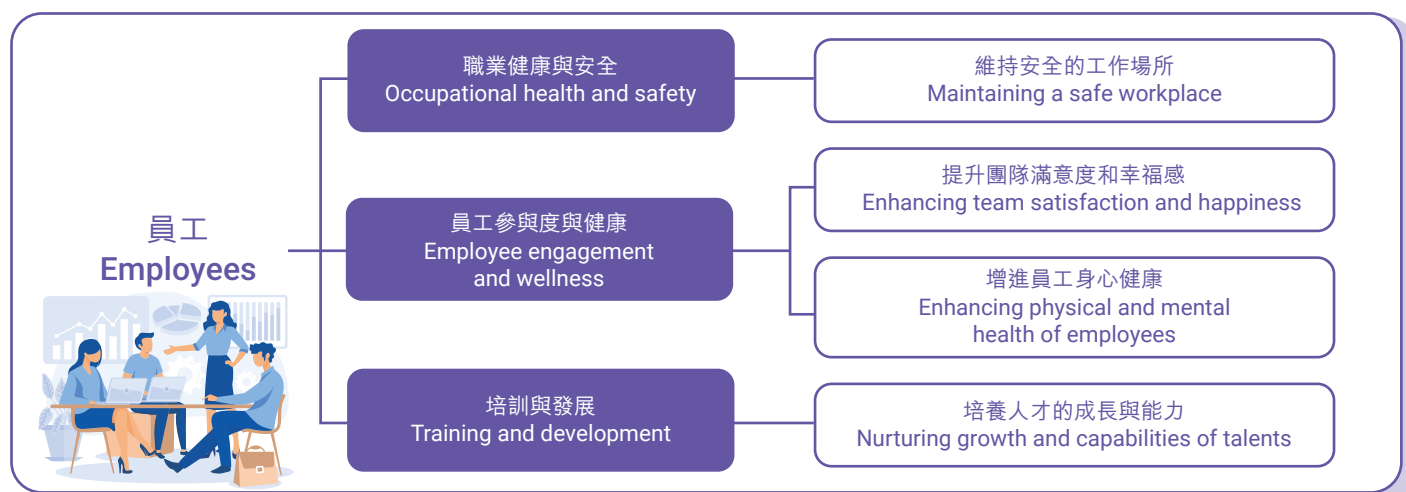 員工
Employees
職業健康與安全
Occupational health and safety
維持安全的工作場所
Maintaining a safe workplace
員工參與度與健康
Employee engagement
and wellness
提升團隊滿意度和幸福感
Enhancing team satisfaction and happiness
增進員工身心健康
Enhancing physical and mental
health of employees
培訓與發展
Training and development
培養人才的成長與能力
Nurturing growth and capabilities of talents